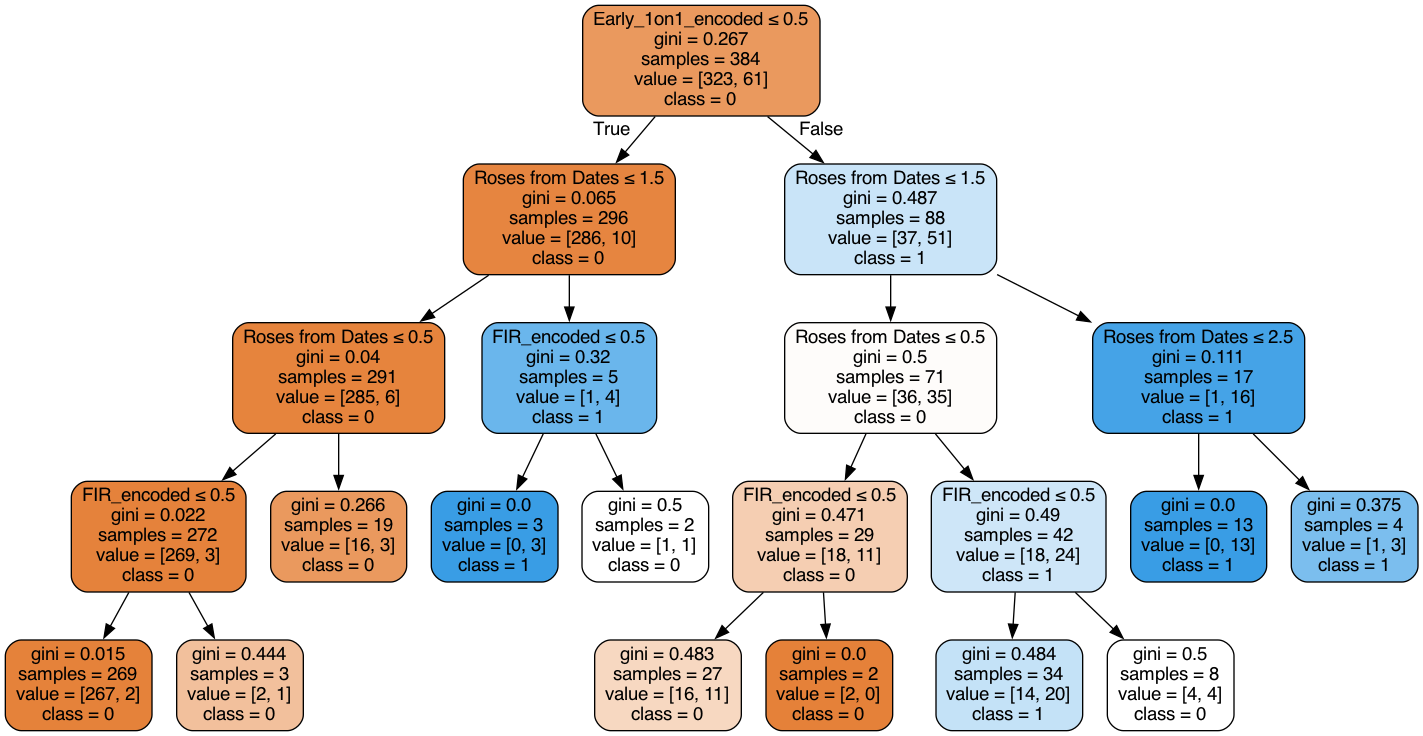 Early_1on1_encoded ≤ 0.5
gini = 0.267
samples = 384
value = [323, 61]
class = 0
True
False
Roses from Dates ≤ 1.5
gini = 0.065
samples = 296
value = [286, 10]
class = 0
Roses from Dates ≤ 1.5
gini = 0.487
samples = 88
value = [37, 51]
class = 1
Roses from Dates ≤ 0.5
gini = 0.04
samples = 291
value = [285, 6]
class = 0
FIR_encoded ≤ 0.5
gini = 0.32
samples = 5
value = [1, 4]
class = 1
Roses from Dates ≤ 0.5
gini = 0.5
samples = 71
value = [36, 35]
class = 0
Roses from Dates ≤ 2.5
gini = 0.111
samples = 17
value = [1, 16]
class = 1
FIR_encoded ≤ 0.5
gini = 0.022
samples = 272
value = [269, 3]
class = 0
gini = 0.266
samples = 19
value = [16, 3]
class = 0
gini = 0.0
samples = 3
value = [0, 3]
class = 1
gini = 0.5
samples = 2
value = [1, 1]
class = 0
FIR_encoded ≤ 0.5
gini = 0.471
samples = 29
value = [18, 11]
class = 0
FIR_encoded ≤ 0.5
gini = 0.49
samples = 42
value = [18, 24]
class = 1
gini = 0.0
samples = 13
value = [0, 13]
class = 1
gini = 0.375
samples = 4
value = [1, 3]
class = 1
gini = 0.015
samples = 269
value = [267, 2]
class = 0
gini = 0.444
samples = 3
value = [2, 1]
class = 0
gini = 0.483
samples = 27
value = [16, 11]
class = 0
gini = 0.0
samples = 2
value = [2, 0]
class = 0
gini = 0.484
samples = 34
value = [14, 20]
class = 1
gini = 0.5
samples = 8
value = [4, 4]
class = 0